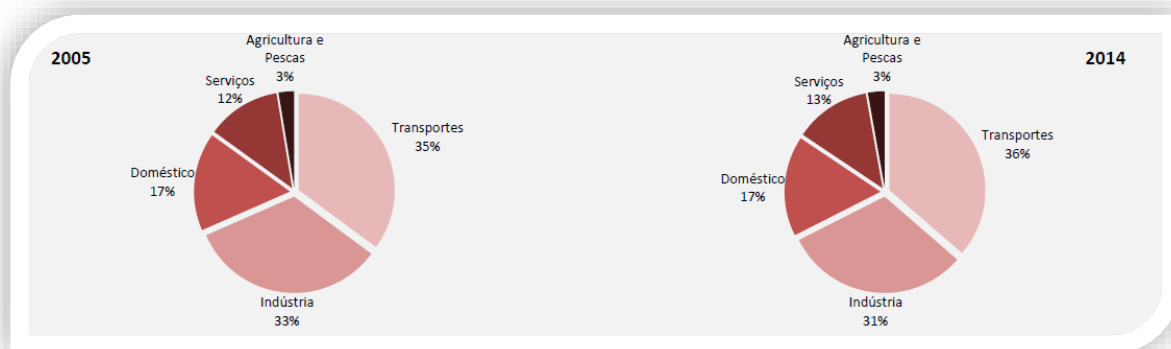 2005
Agricultura e
Pescas
3%
Serviços
12%
Transportes
35%
Doméstico
17%
Indústria
33%
2014
Agricultura e
Pescas
3%
Serviços
13%
Transportes
36%
Doméstico
17%
Indústria
31%